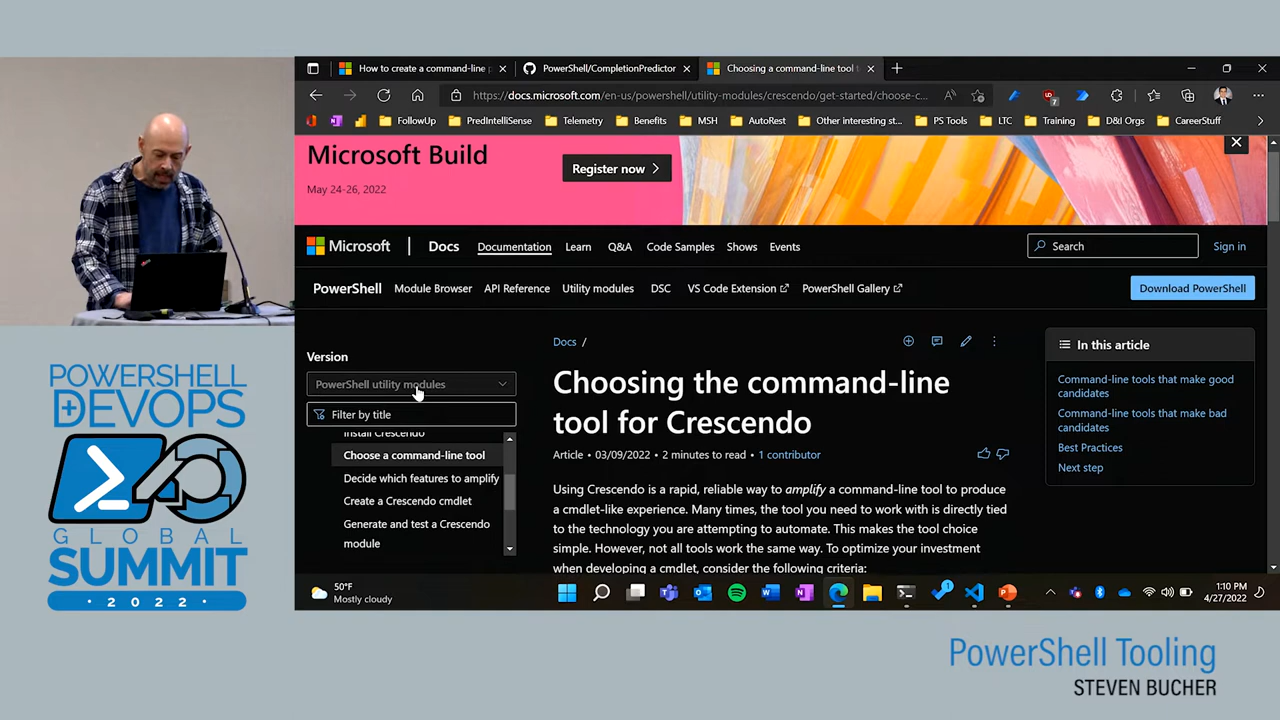 How to create a command-line p
PowerShell/CompletionPredictor
Choosing a command-line tool f
https://docs.microsoft.com/en-us/powershell/utility-modules/crescendo/get-started/choose-c...
FollowUp
PredIntelliSense
Telemetry
Benefits
MSH
AutoRest
Other interesting st...
PS Tools
LTC
Training
D&I Orgs
CareerStuff
Microsoft Build
May 24-26, 2022
Register now
Microsoft
Docs
Documentation
Learn
Q&A
Code Samples
Shows
Events
Search
Sign in
PowerShell
Module Browser
API Reference
Utility modules
DSC
VS Code Extension
PowerShell Gallery
Download PowerShell
Version
PowerShell utility modules
Filter by title
Install Crescendo
Choose a command-line tool
Decide which features to amplify
Create a Crescendo cmdlet
Generate and test a Crescendo
module
Docs /
Choosing the command-line
tool for Crescendo
Article • 03/09/2022 • 2 minutes to read • 1 contributor
Using Crescendo is a rapid, reliable way to amplify a command-line tool to produce
a cmdlet-like experience. Many times, the tool you need to work with is directly tied
to the technology you are attempting to automate. This makes the tool choice
simple. However, not all tools work the same way. To optimize your investment
when developing a cmdlet, consider the following criteria:
In this article
Command-line tools that make good
candidates
Command-line tools that make bad
candidates
Best Practices
Next step
50°F
Mostly cloudy
1:10 PM
4/27/2022
POWERSHELL
DEVOPS
GLOBAL
SUMMIT
• 2022 •
PowerShell Tooling
STEVEN BUCHER